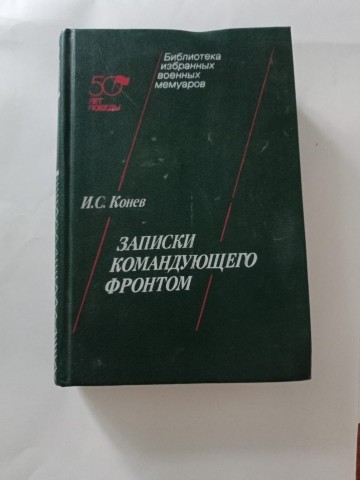 Библиотека
избранных
военных
мемуаров
50
ЛЕТ
ПОБЕДЫ
И.С. Конев
ЗАПИСКИ
КОМАНДУЮЩЕГО
ФРОНТОМ